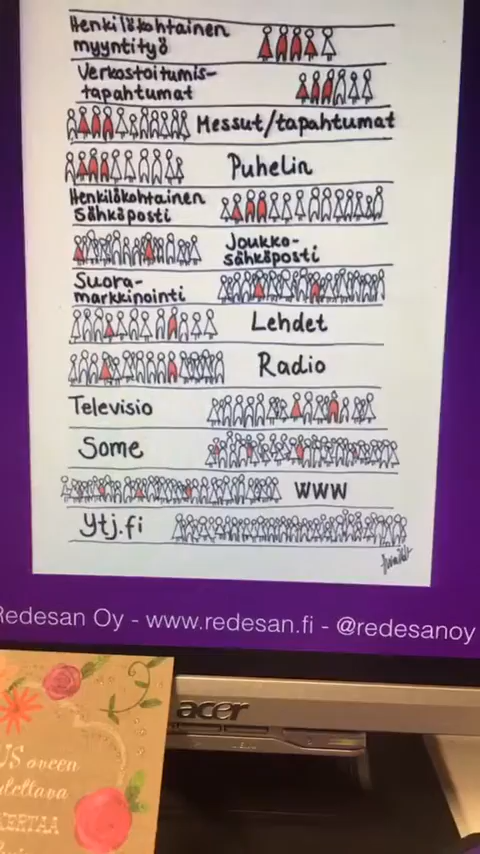 Henkilökohtainen
myyntityö
Verkostoitumis-
tapahtumat
Messut/tapahtumat
Puhelin
Henkilökohtainen
sähköposti
Joukko-
sähköposti
Suora-
markkinointi
Lehdet
Radio
Televisio
Some
WWW
Ytj.fi
Redesan Oy - www.redesan.fi - @redesanoy
acer
oveen